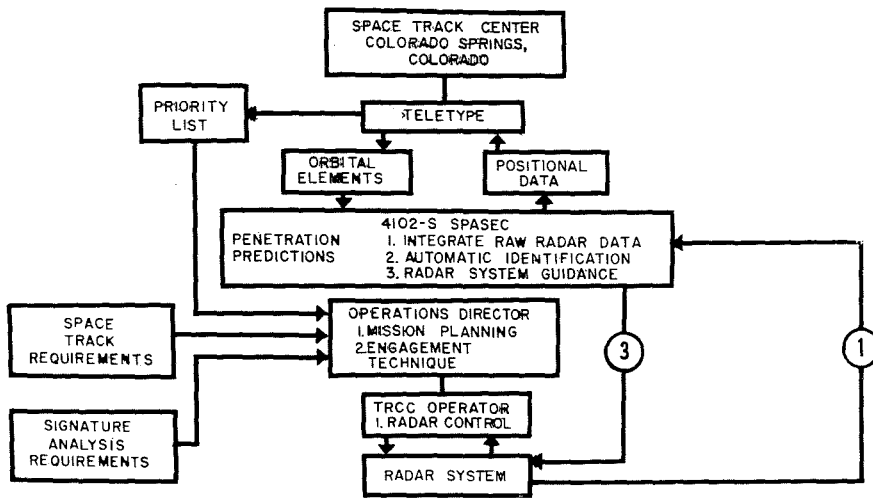 SPACE TRACK CENTER
COLORADO SPRINGS,
COLORADO
PRIORITY
LIST
TELETYPE
ORBITAL
ELEMENTS
POSITIONAL
DATA
PENETRATION
PREDICTIONS
4102-S SPASEC
1. INTEGRATE RAW RADAR DATA
2. AUTOMATIC IDENTIFICATION
3. RADAR SYSTEM GUIDANCE
SPACE
TRACK
REQUIREMENTS
OPERATIONS DIRECTOR
1. MISSION PLANNING
2. ENGAGEMENT
TECHNIQUE
3
1
SIGNATURE
ANALYSIS
REQUIREMENTS
TRCC OPERATOR
1. RADAR CONTROL
RADAR SYSTEM